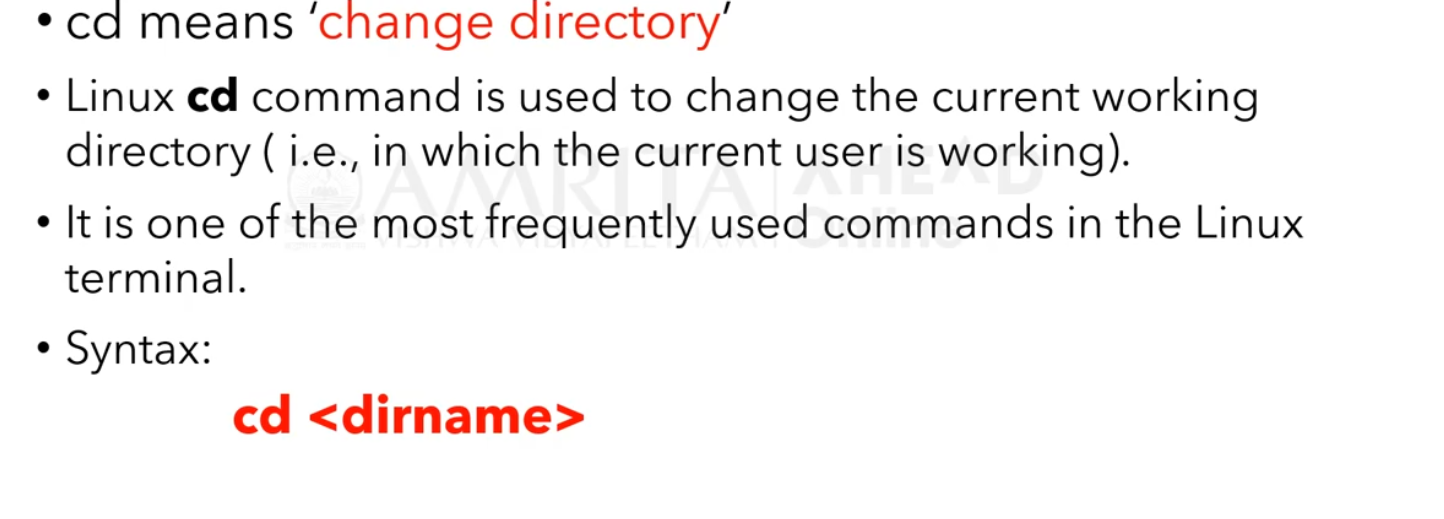 • cd means ‘change directory’
• Linux cd command is used to change the current working
directory ( i.e., in which the current user is working).
• It is one of the most frequently used commands in the Linux
terminal.
• Syntax:
cd <dirname>
AMRITA AHEAD
VISHWA VIDYAPEETHAM Online